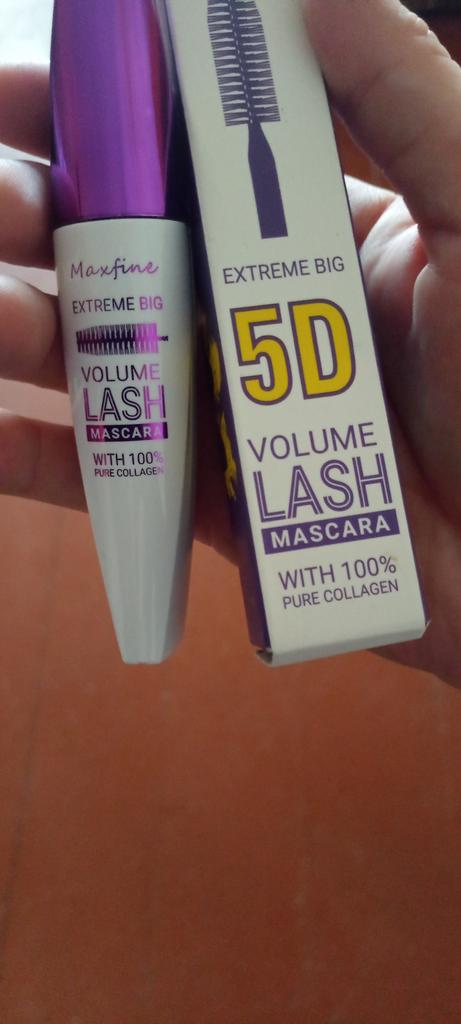 Maxfine
EXTREME BIG
VOLUME
LASH
MASCARA
WITH 100%
PURE COLLAGEN
EXTREME BIG
5D
VOLUME
LASH
MASCARA
WITH 100%
PURE COLLAGEN